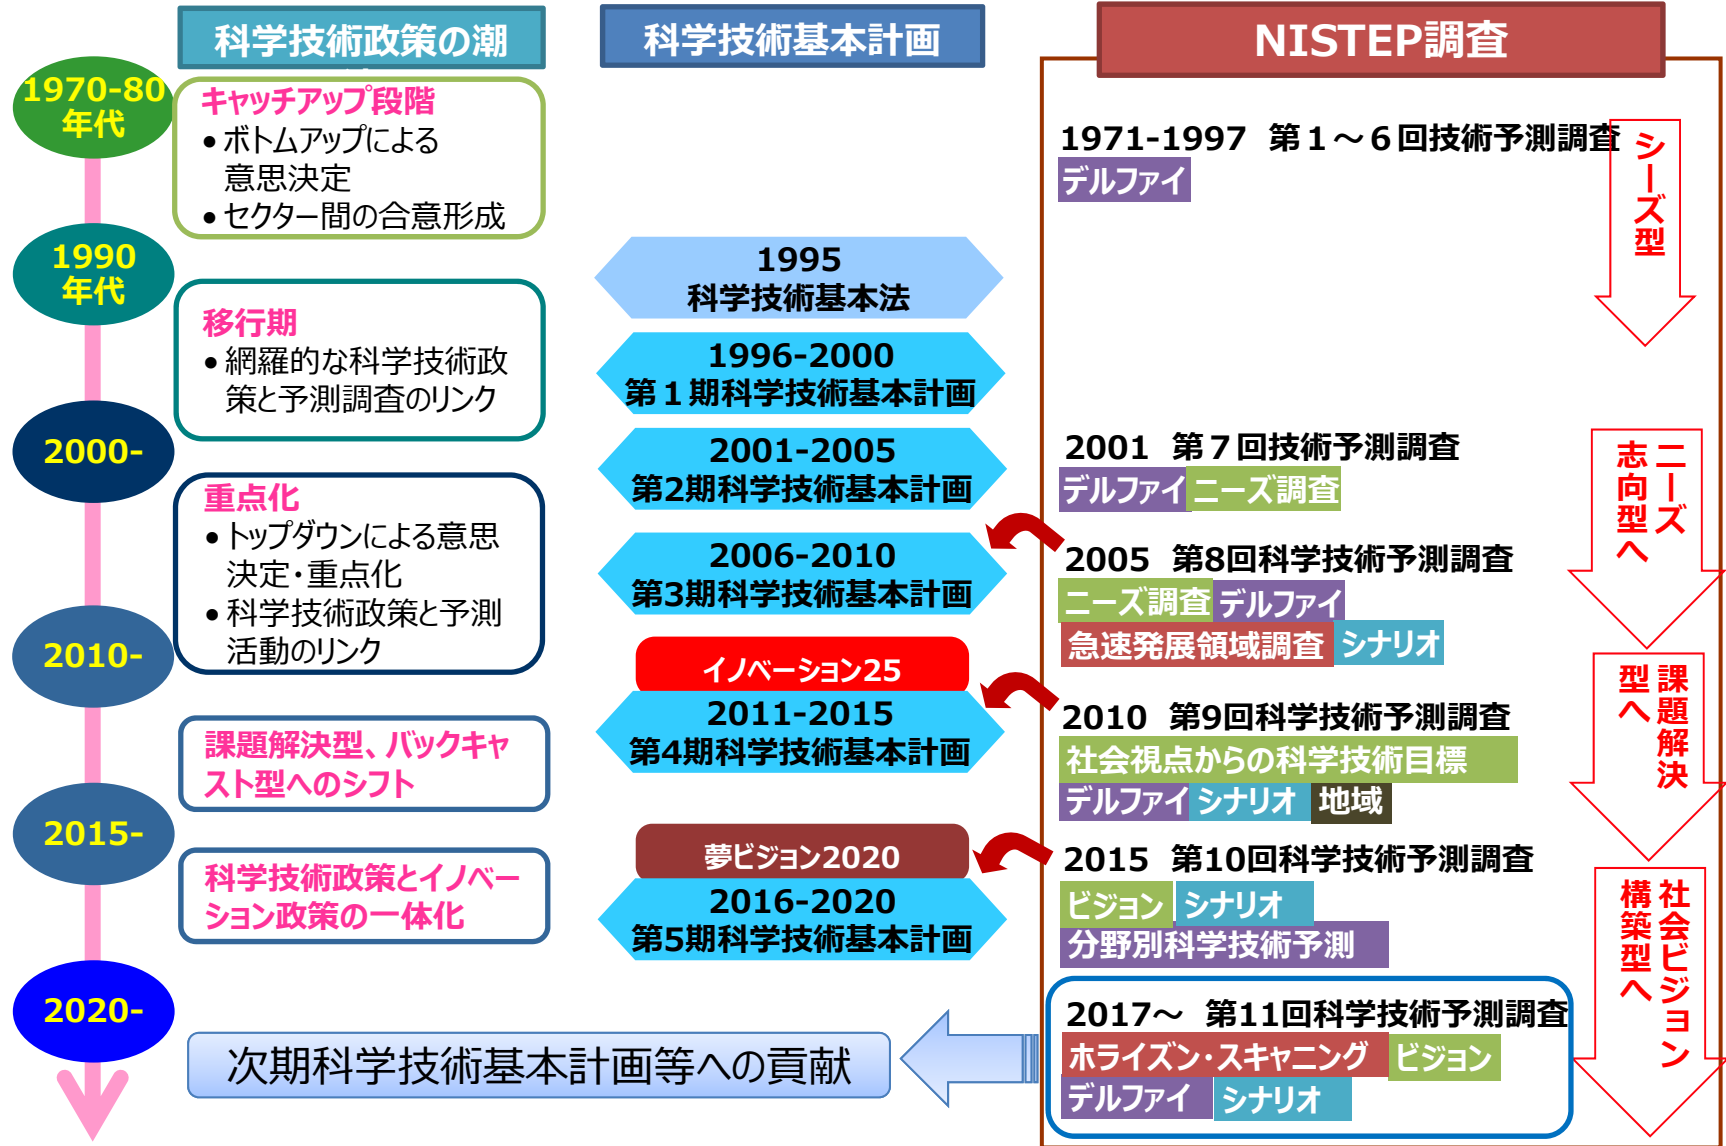 科学技術政策の潮
科学技術基本計画
NISTEP調査
1970-80
年代
キャッチアップ段階
•ボトムアップによる
意思決定
•セクター間の合意形成
1990
年代
移行期
•網羅的な科学技術政
策と予測調査のリンク
2000-
重点化
•トップダウンによる意思
決定・重点化
•科学技術政策と予測
活動のリンク
2010-
課題解決型、バックキャ
スト型へのシフト
2015-
科学技術政策とイノベー
ション政策の一体化
2020-
1995
科学技術基本法
1996-2000
第１期科学技術基本計画
2001-2005
第2期科学技術基本計画
2006-2010
第3期科学技術基本計画
イノベーション25
2011-2015
第4期科学技術基本計画
夢ビジョン2020
2016-2020
第5期科学技術基本計画
次期科学技術基本計画等への貢献
1971-1997 第１～６回技術予測調査
デルファイ
2001 第７回技術予測調査
デルファイ ニーズ調査
2005 第8回科学技術予測調査
ニーズ調査 デルファイ
急速発展領域調査 シナリオ
2010 第9回科学技術予測調査
社会視点からの科学技術目標
デルファイ シナリオ 地域
2015 第10回科学技術予測調査
ビジョン シナリオ
分野別科学技術予測
2017～ 第11回科学技術予測調査
ホライズン・スキャニング ビジョン
デルファイ シナリオ
シーズ型
ニーズ
志向型へ
課題解決
型へ
社会ビジョン
構築型へ